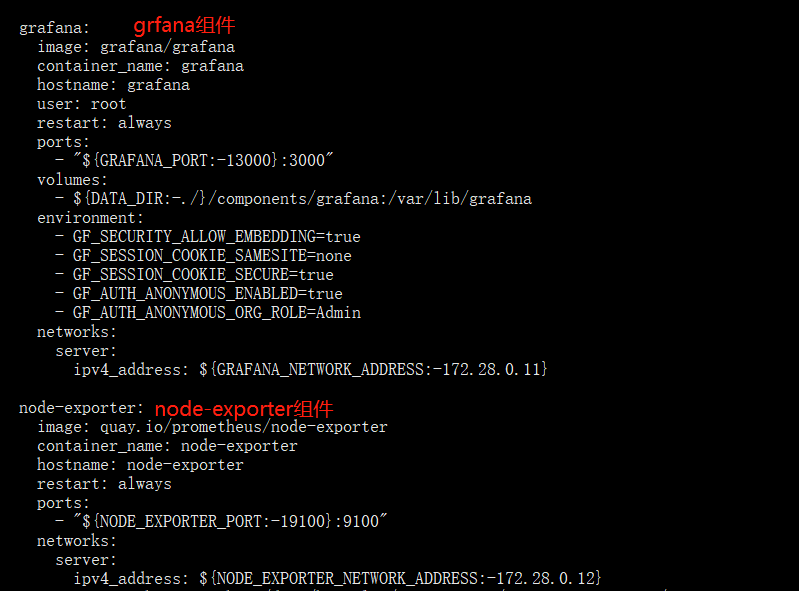 grafana: grfana组件
image: grafana/grafana
container_name: grafana
hostname: grafana
user: root
restart: always
ports:
- "${GRAFANA_PORT:-13000}:3000"
volumes:
- ${DATA_DIR:-./}/components/grafana:/var/lib/grafana
environment:
- GF_SECURITY_ALLOW_EMBEDDING=true
- GF_SESSION_COOKIE_SAMESITE=none
- GF_SESSION_COOKIE_SECURE=true
- GF_AUTH_ANONYMOUS_ENABLED=true
- GF_AUTH_ANONYMOUS_ORG_ROLE=Admin
networks:
server:
ipv4_address: ${GRAFANA_NETWORK_ADDRESS:-172.28.0.11}
node-exporter: node-exporter组件
image: quay.io/prometheus/node-exporter
container_name: node-exporter
hostname: node-exporter
restart: always
ports:
- "${NODE_EXPORTER_PORT:-19100}:9100"
networks:
server:
ipv4_address: ${NODE_EXPORTER_NETWORK_ADDRESS:-172.28.0.12}